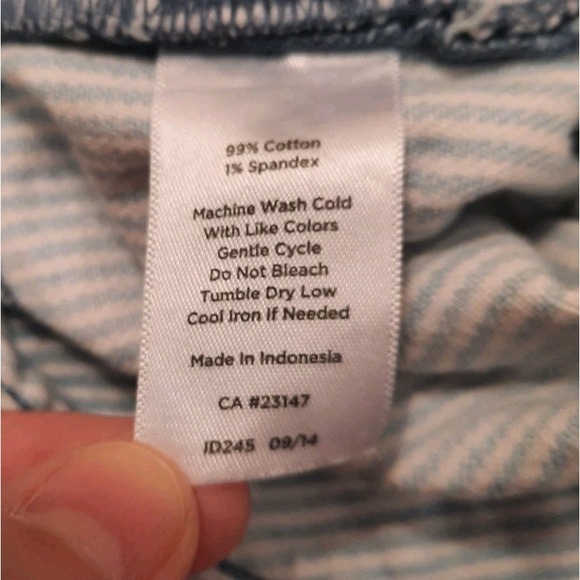 99% Cotton
1% Spandex
Machine Wash Cold
With Like Colors
Gentle Cycle
Do Not Bleach
Tumble Dry Low
Cool Iron If Needed
Made In Indonesia
CA #23147
ID245 09/14